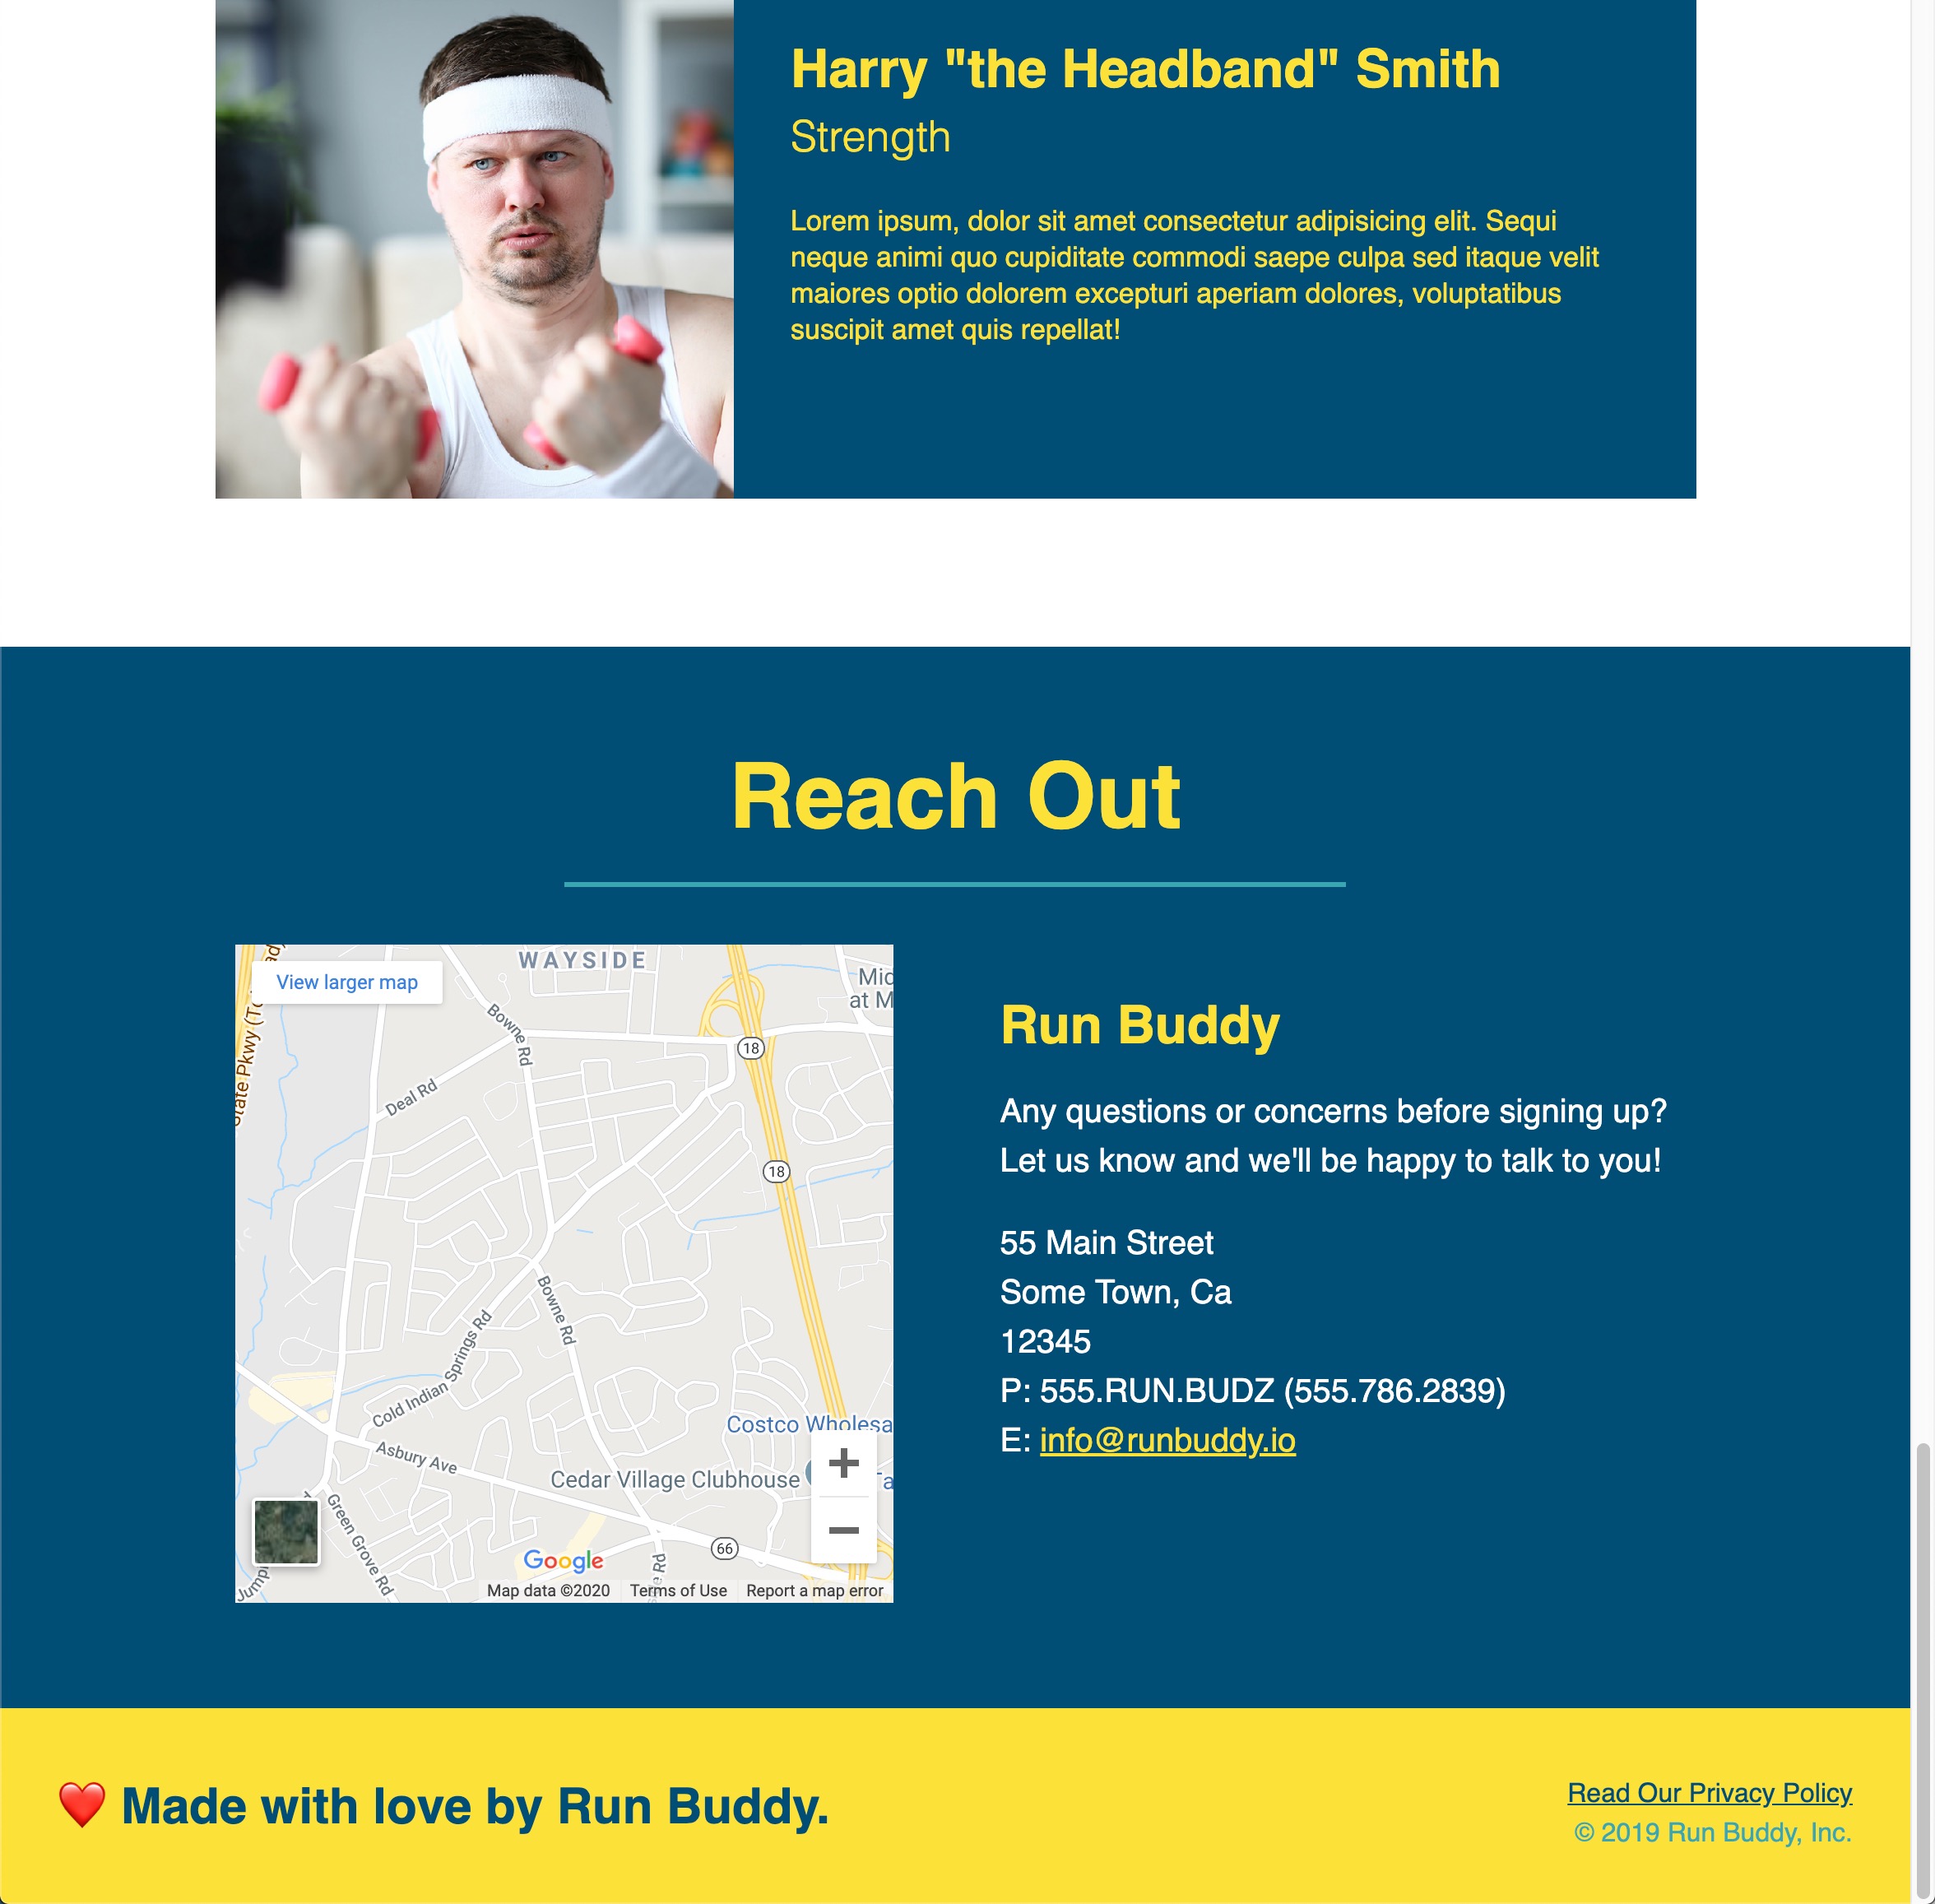 Harry "the Headband" Smith
Strength
Lorem ipsum, dolor sit amet consectetur adipisicing elit. Sequi
neque animi quo cupiditate commodi saepe culpa sed itaque velit
maiores optio dolorem excepturi aperiam dolores, voluptatibus
suscipit amet quis repellat!
Reach Out
View larger map
WAYSIDE
Mid
at M
State Pkwy (To
Bowne Rd
18
Deal Rd
18
Bowne Rd
Cold Indian Springs Rd
Costco Wholesa
Asbury Ave
Cedar Village Clubhouse
Ta
Green Grove Rd
66
Google
Jump
Map data ©2020
Terms of Use
Report a map error
Run Buddy
Any questions or concerns before signing up?
Let us know and we'll be happy to talk to you!
55 Main Street
Some Town, Ca
12345
P: 555.RUN.BUDZ (555.786.2839)
E: info@runbuddy.io
❤️ Made with love by Run Buddy.
Read Our Privacy Policy
© 2019 Run Buddy, Inc.